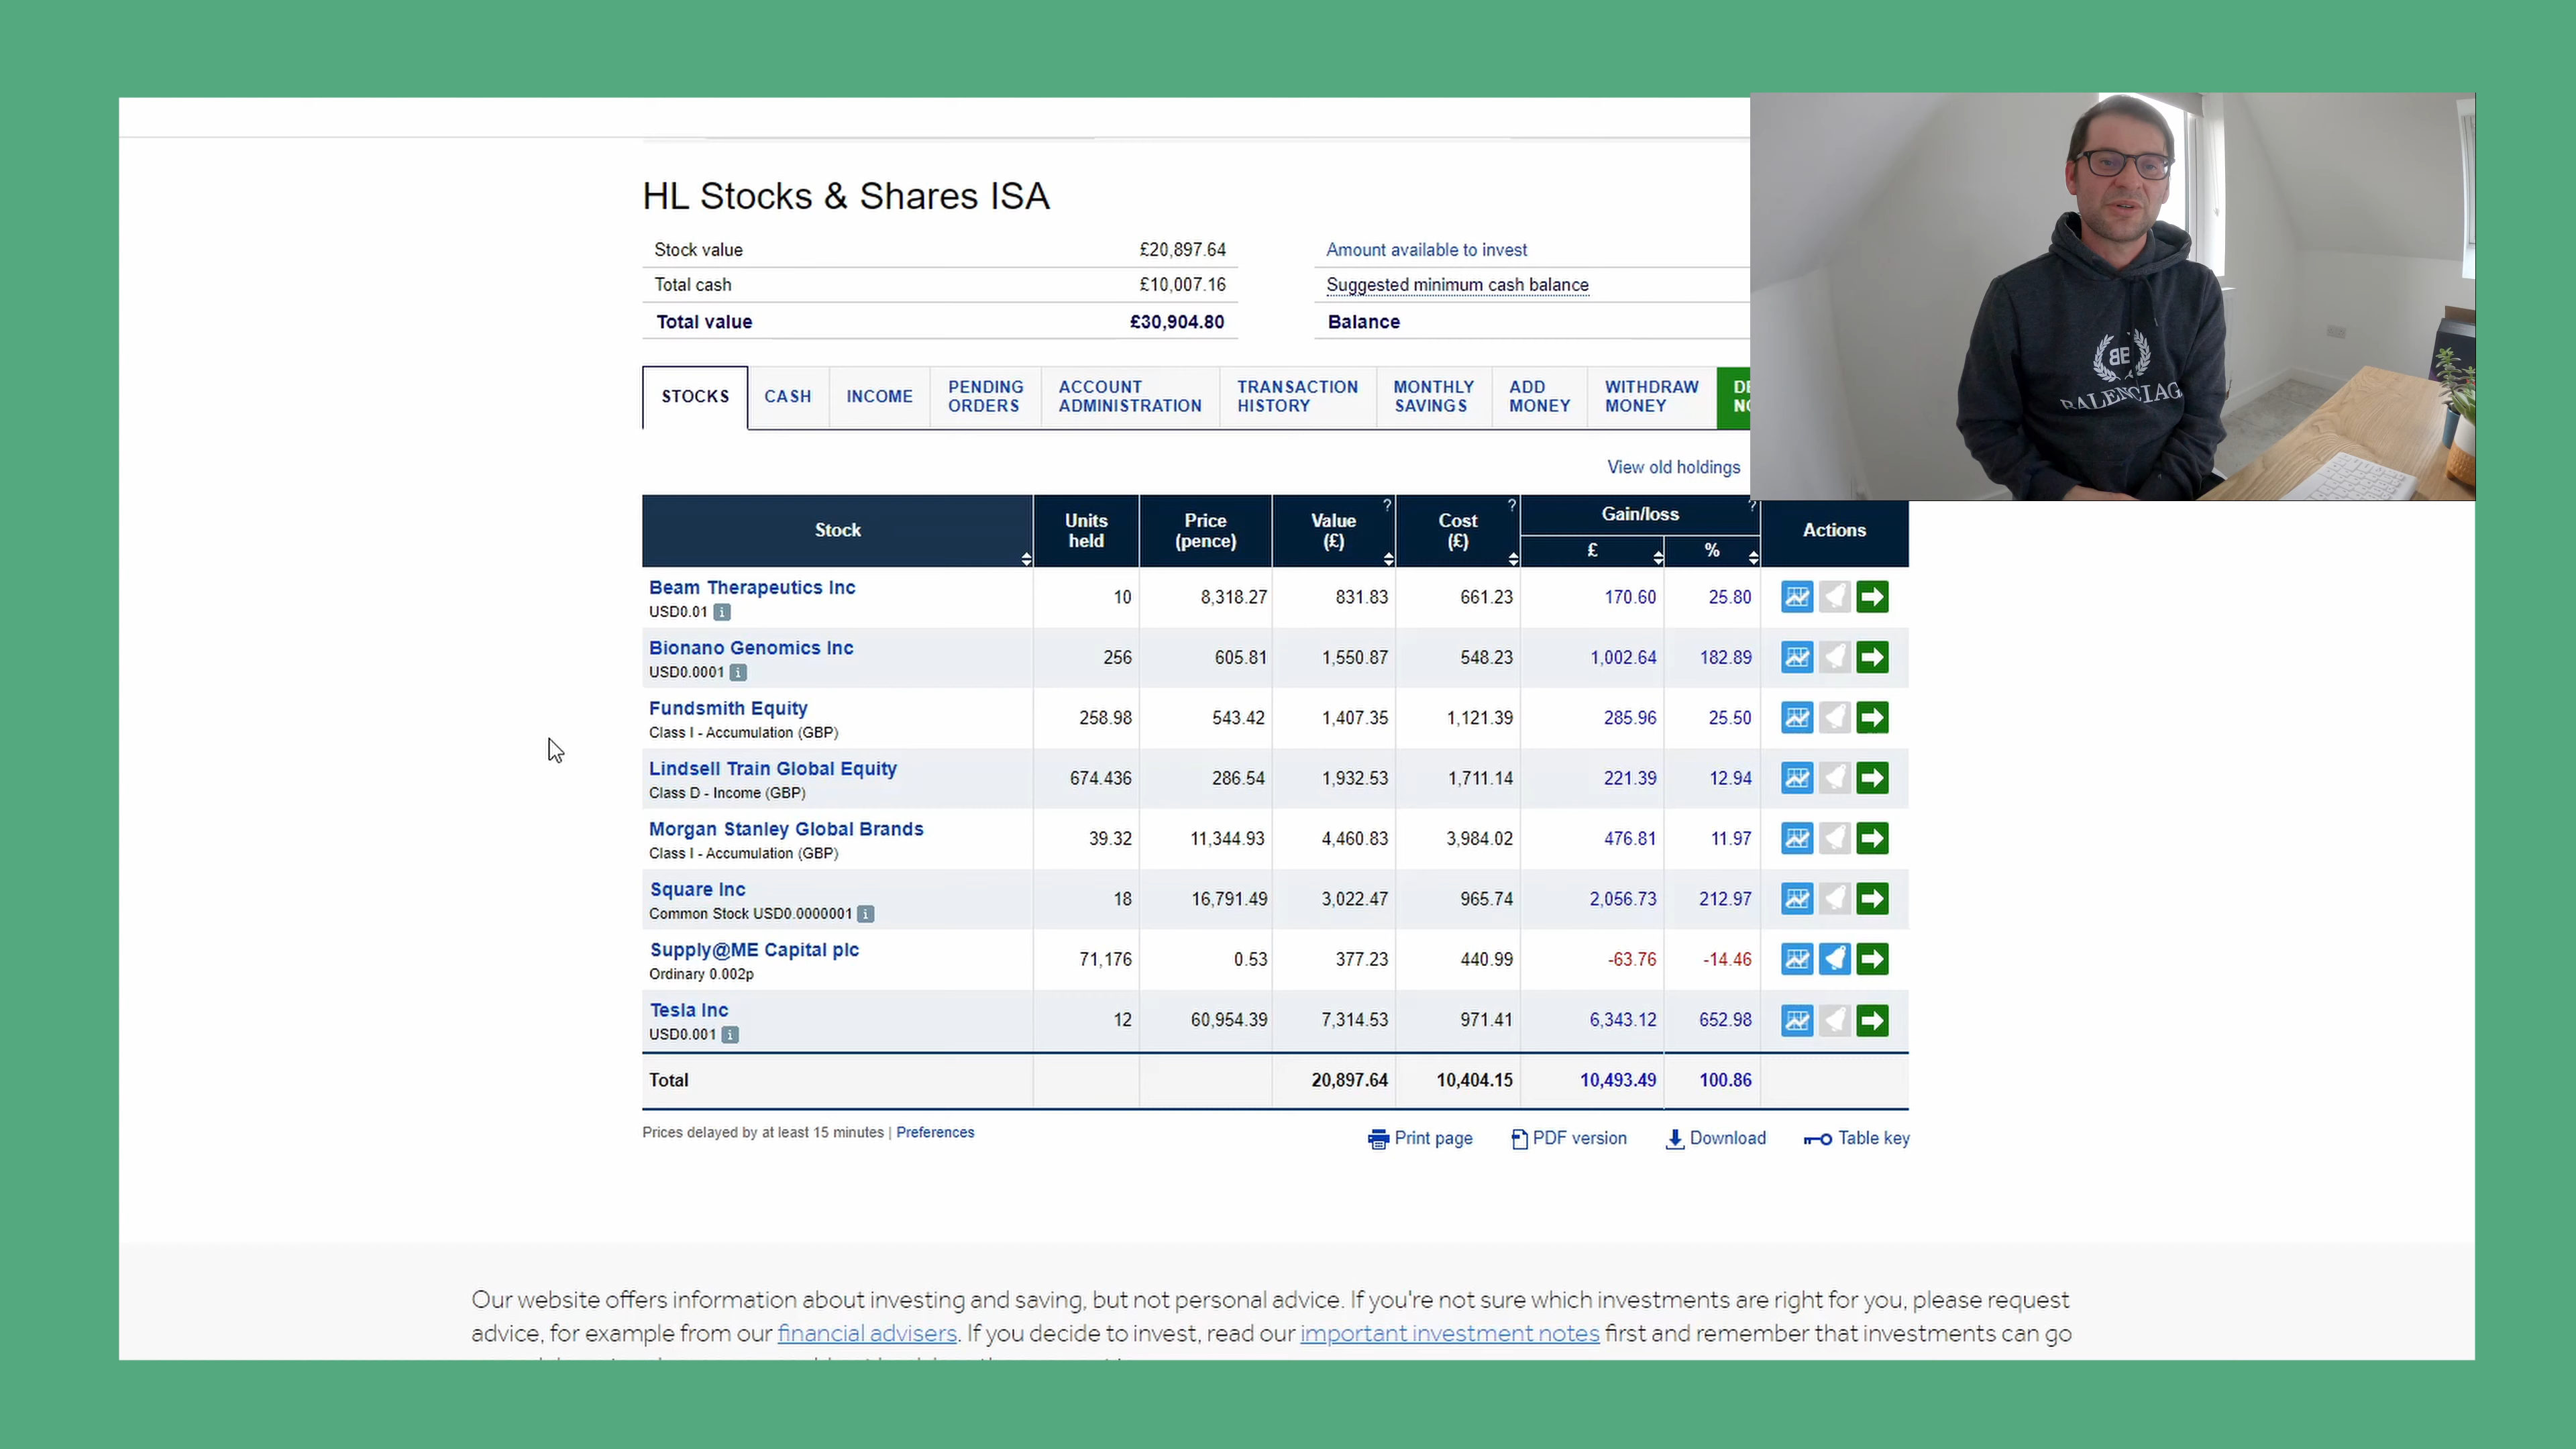 HL Stocks & Shares ISA
Stock value £20,897.64 Amount available to invest
Total cash £10,007.16 Suggested minimum cash balance
Total value £30,904.80 Balance
STOCKS CASH INCOME PENDING ORDERS ACCOUNT ADMINISTRATION TRANSACTION HISTORY MONTHLY SAVINGS ADD MONEY WITHDRAW MONEY
View old holdings
Stock Units held Price (pence) Value (£) ? Cost (£) ? Gain/loss ? £ % Actions
Beam Therapeutics Inc 10 8,318.27 831.83 661.23 170.60 25.80
USD0.01 i
Bionano Genomics Inc 256 605.81 1,550.87 548.23 1,002.64 182.89
USD0.0001 i
Fundsmith Equity 258.98 543.42 1,407.35 1,121.39 285.96 25.50
Class I - Accumulation (GBP)
Lindsell Train Global Equity 674.436 286.54 1,932.53 1,711.14 221.39 12.94
Class D - Income (GBP)
Morgan Stanley Global Brands 39.32 11,344.93 4,460.83 3,984.02 476.81 11.97
Class I - Accumulation (GBP)
Square Inc 18 16,791.49 3,022.47 965.74 2,056.73 212.97
Common Stock USD0.0000001 i
Supply@ME Capital plc 71,176 0.53 377.23 440.99 -63.76 -14.46
Ordinary 0.002p
Tesla Inc 12 60,954.39 7,314.53 971.41 6,343.12 652.98
USD0.001 i
Total 20,897.64 10,404.15 10,493.49 100.86
Prices delayed by at least 15 minutes | Preferences
Print page PDF version Download Table key
Our website offers information about investing and saving, but not personal advice. If you're not sure which investments are right for you, please request
advice, for example from our financial advisers. If you decide to invest, read our important investment notes first and remember that investments can go
BALENCIAG